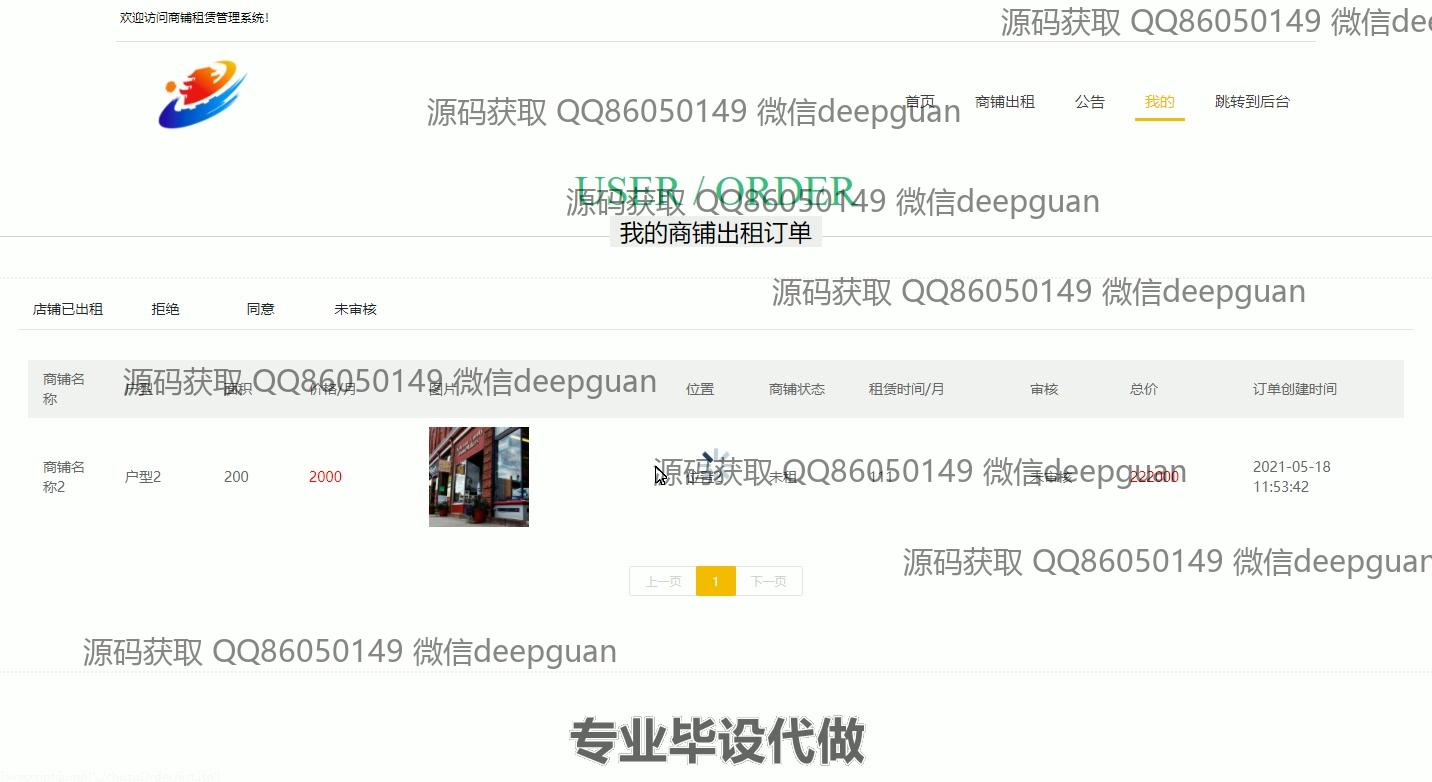 欢迎访问商铺租赁管理系统!
源码获取 QQ86050149 微信dee
首页 商铺出租 公告 我的 跳转到后台
源码获取 QQ86050149 微信deepguan
USER / ORDER
源码获取 QQ86050149 微信deepguan
我的商铺出租订单
源码获取 QQ86050149 微信deepguan
店铺已出租 拒绝 同意 未审核
商铺名称 户型 面积 价格/月 图片 位置 商铺状态 租赁时间/月 审核 总价 订单创建时间
源码获取 QQ86050149 微信deepguan
商铺名称2 户型2 200 2000 位置2 未租 111 未审核 222000 2021-05-18 11:53:42
源码获取 QQ86050149 微信deepguan
源码获取 QQ86050149 微信deepguan
上一页 1 下一页
源码获取 QQ86050149 微信deepguan
专业毕设代做